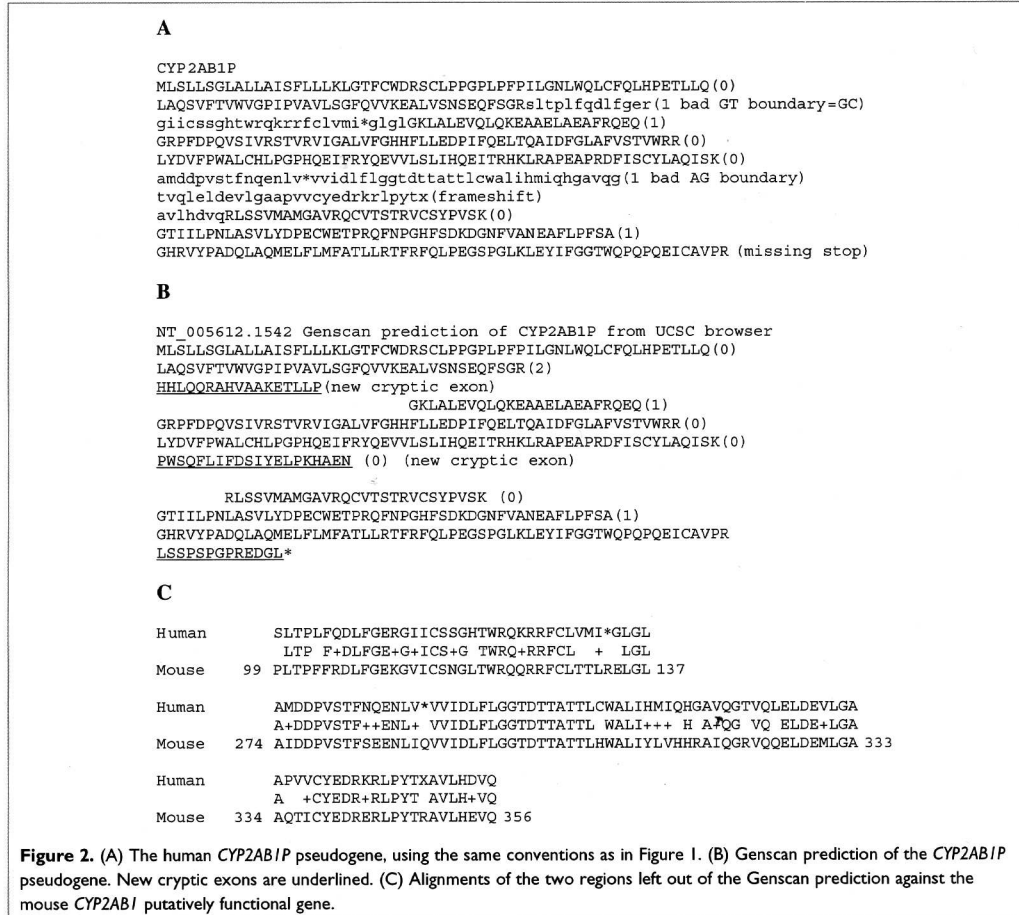 A
CYP2AB1P
MLSLLSGLALLAISFLLLKLGTFCWDRSCLPPGPLPFPILGNLWQLCFQLHPETLLQ(0)
LAQSVFTVWVGPIPVAVLSGFQVVKEALVSNSEQFSGRsltplfqdlfger(1 bad GT boundary=GC)
giicssghtwrqkrrfclvmi*glglGKLALEVQLQKEAAELAEAFRQEQ(1)
GRPFDPQVSIVRSTVRVIGALVFGHHFLLEDPIFQELTQAIDFGLAFVSTVWRR(0)
LYDVFPWALCHLPGPHQEIFRYQEVVLSLIHQEITRHKLRAPEAPRDFISCYLAQISK(0)
amddpvstfnqenlv*vvidlflggtdttattlcwalihmiqhgavqg(1 bad AG boundary)
tvqleldevlgaapvvcyedrkrlpytx(frameshift)
avlhdvqRLSSVMAMGAVRQCVTSTRVCSYPVSK(0)
GTIILPNLASVLYDPECWETPRQFNPGHFSDKDGNFVANEAFLPFSA(1)
GHRVYPADQLAQMELFLMFATLLRTFRFQLPEGSPGLKLEYIFGGTWQPQPQEICAVPR (missing stop)
B
NT_005612.1542 Genscan prediction of CYP2AB1P from UCSC browser
MLSLLSGLALLAISFLLLKLGTFCWDRSCLPPGPLPFPILGNLWQLCFQLHPETLLQ(0)
LAQSVFTVWVGPIPVAVLSGFQVVKEALVSNSEQFSGR(2)
HHLQQRAHVAAKETLLP(new cryptic exon)
GKLALEVQLQKEAAELAEAFRQEQ(1)
GRPFDPQVSIVRSTVRVIGALVFGHHFLLEDPIFQELTQAIDFGLAFVSTVWRR(0)
LYDVFPWALCHLPGPHQEIFRYQEVVLSLIHQEITRHKLRAPEAPRDFISCYLAQISK(0)
PWSQFLIFDSIYELPKHAEN (0) (new cryptic exon)
RLSSVMAMGAVRQCVTSTRVCSYPVSK (0)
GTIILPNLASVLYDPECWETPRQFNPGHFSDKDGNFVANEAFLPFSA(1)
GHRVYPADQLAQMELFLMFATLLRTFRFQLPEGSPGLKLEYIFGGTWQPQPQEICAVPR
LSSPSPGPREDGL*
C
Human SLTPLFQDLFGERGIICSSGHTWRQKRRFCLVMI*GLGL
LTP F+DLFGE+G+ICS+G TWRQ+RRFCL + LGL
Mouse 99 PLTPFFRDLFGEKGVICSNGLTWRQQRRFCLTTLRELGL 137
Human AMDDPVSTFNQENLV*VVIDLFLGGTDTTATTLCWALIHMIQHGAVQGTVQLELDEVLGA
A+DDPVSTF++ENL+ VVIDLFLGGTDTTATTL WALI+++ H A+QG VQ ELDE+LGA
Mouse 274 AIDDPVSTFSEENLIQVVIDLFLGGTDTTATTLHWALIYLVHHRAIQGRVQQELDEMLGA 333
Human APVVCYEDRKRLPYTXAVLHDVQ
A +CYEDR+RLPYT AVLH+VQ
Mouse 334 AQTICYEDRERLPYTRAVLHEVQ 356
Figure 2. (A) The human CYP2AB1P pseudogene, using the same conventions as in Figure 1. (B) Genscan prediction of the CYP2AB1P
pseudogene. New cryptic exons are underlined. (C) Alignments of the two regions left out of the Genscan prediction against the
mouse CYP2AB1 putatively functional gene.